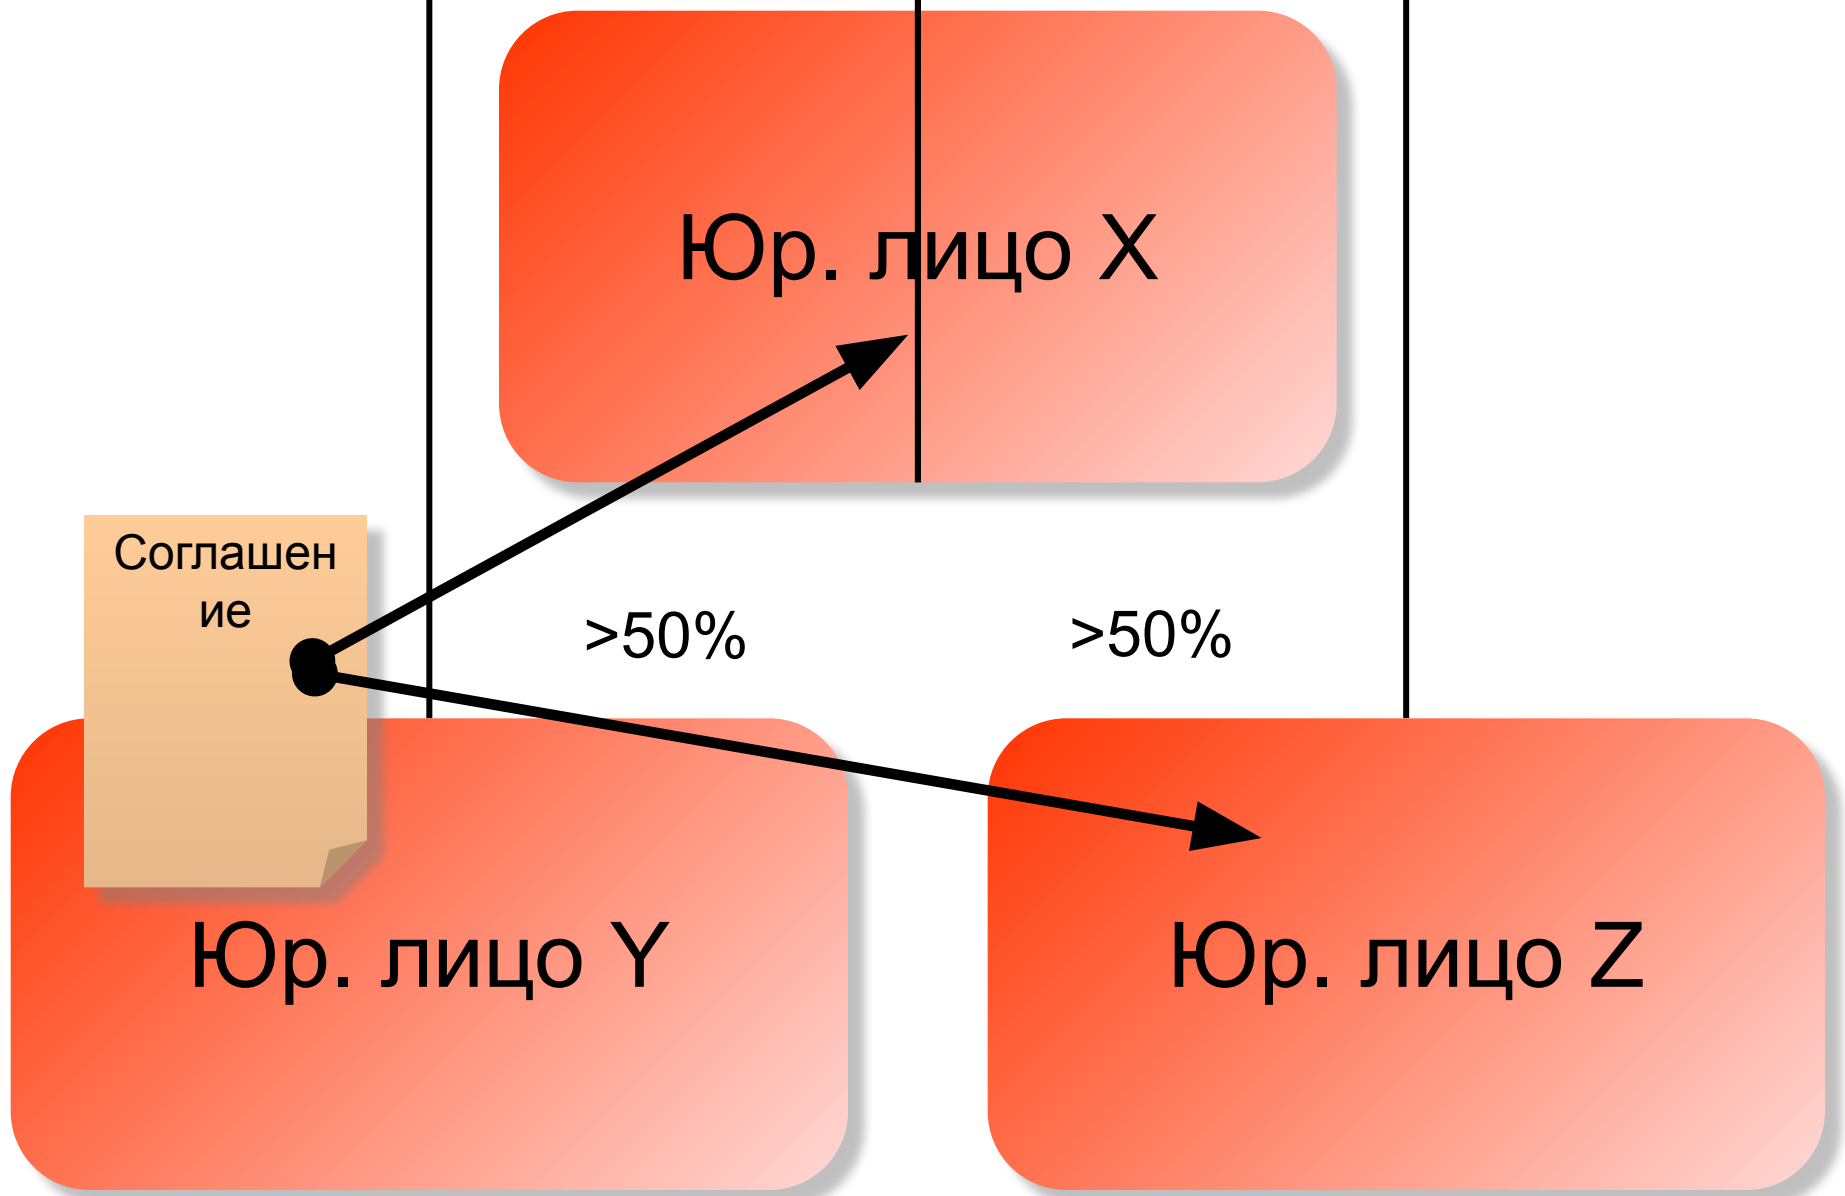 Юр. лицо X
Соглашен
ие
>50%
>50%
Юр. лицо Y
Юр. лицо Z